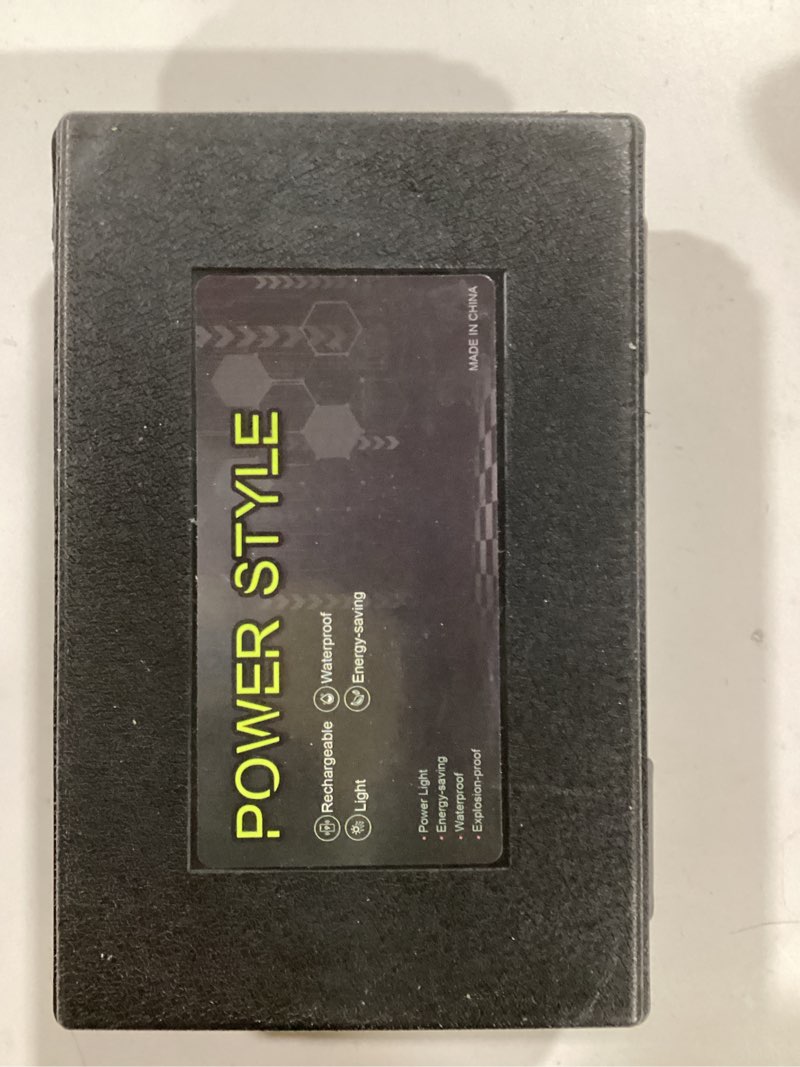 POWER STYLE
Rechargeable Waterproof
Light Energy-saving
• Power Light
• Energy-saving
• Waterproof
• Explosion-proof
MADE IN CHINA